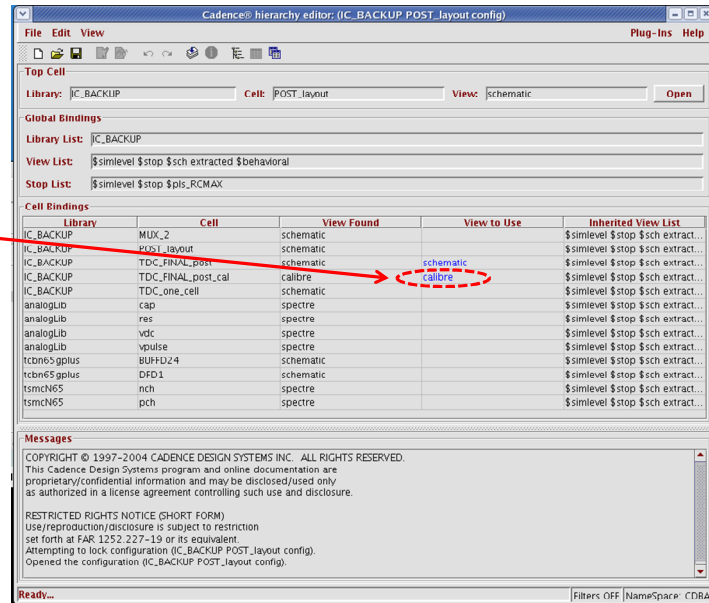 Cadence® hierarchy editor: (IC_BACKUP POST_layout config)
File Edit View Plug-Ins Help
Top Cell
Library: IC_BACKUP Cell: POST_layout View: schematic Open
Global Bindings
Library List: IC_BACKUP
View List: $simlevel $stop $sch extracted $behavioral
Stop List: $simlevel $stop $pls_RCMAX
Cell Bindings
Library Cell View Found View to Use Inherited View List
IC_BACKUP MUX_2 schematic $simlevel $stop $sch extract...
IC_BACKUP POST_layout schematic $simlevel $stop $sch extract...
IC_BACKUP TDC_FINAL_post schematic schematic $simlevel $stop $sch extract...
IC_BACKUP TDC_FINAL_post_cal calibre calibre $simlevel $stop $sch extract...
IC_BACKUP TDC_one_cell schematic $simlevel $stop $sch extract...
analogLib cap spectre $simlevel $stop $sch extract...
analogLib res spectre $simlevel $stop $sch extract...
analogLib vdc spectre $simlevel $stop $sch extract...
analogLib vpulse spectre $simlevel $stop $sch extract...
tcbn65gplus BUFFD24 schematic $simlevel $stop $sch extract...
tcbn65gplus DFD1 schematic $simlevel $stop $sch extract...
tsmcN65 nch spectre $simlevel $stop $sch extract...
tsmcN65 pch spectre $simlevel $stop $sch extract...
Messages
COPYRIGHT © 1997-2004 CADENCE DESIGN SYSTEMS INC. ALL RIGHTS RESERVED.
This Cadence Design Systems program and online documentation are
proprietary/confidential information and may be disclosed/used only
as authorized in a license agreement controlling such use and disclosure.
RESTRICTED RIGHTS NOTICE (SHORT FORM)
Use/reproduction/disclosure is subject to restriction
set forth at FAR 1252.227-19 or its equivalent.
Attempting to lock configuration (IC_BACKUP POST_layout config).
Opened the configuration (IC_BACKUP POST_layout config).
Ready... Filters OFF NameSpace: CDBA